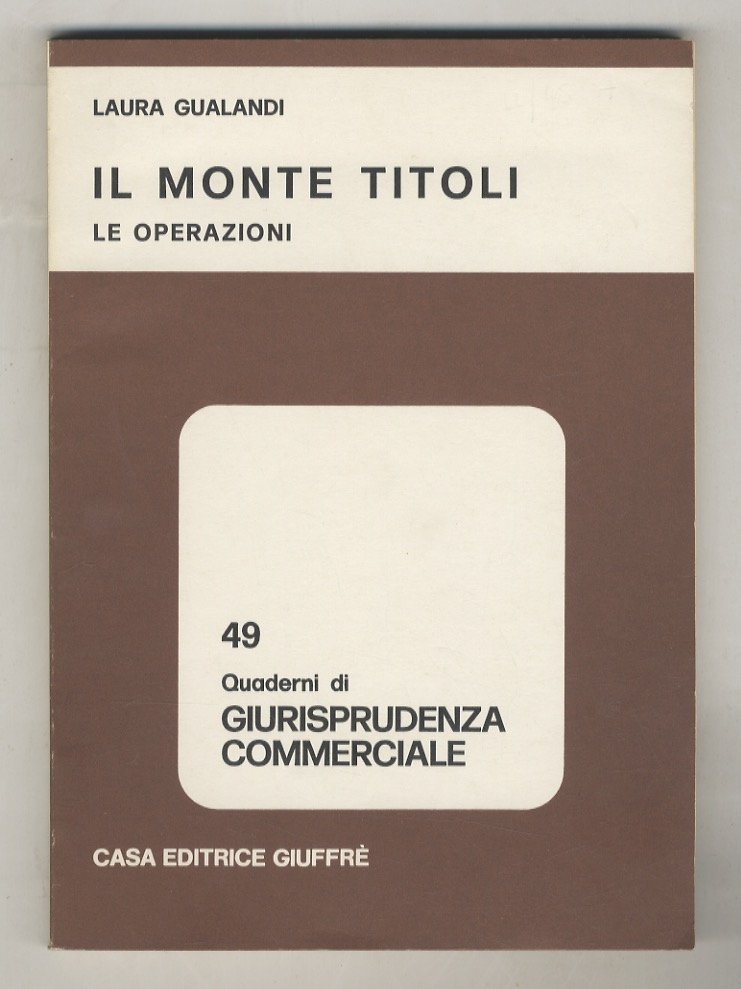 LAURA GUALANDI
IL MONTE TITOLI
LE OPERAZIONI
49
Quaderni di
GIURISPRUDENZA
COMMERCIALE
CASA EDITRICE GIUFFRÈ